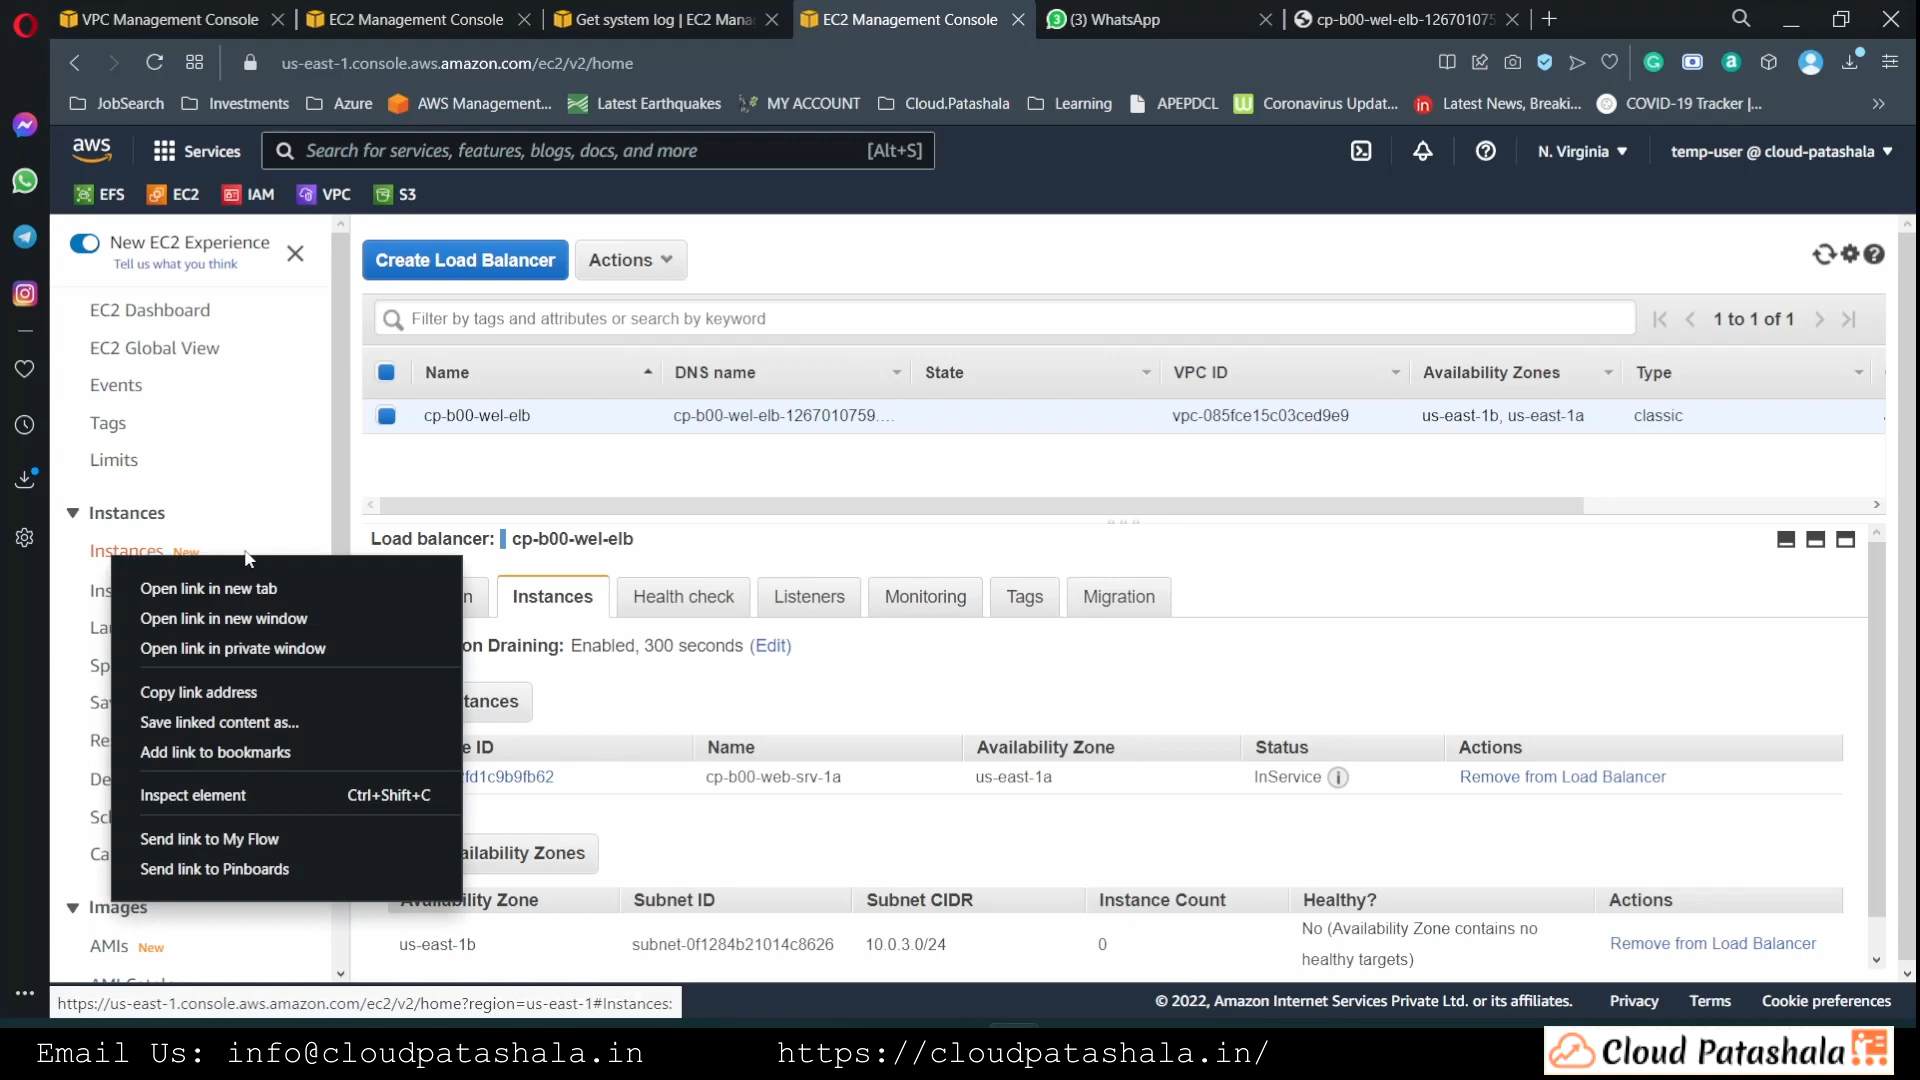 VPC Management Console
EC2 Management Console
Get system log | EC2 Mana
EC2 Management Console
(3) WhatsApp
cp-b00-wel-elb-126701075
us-east-1.console.aws.amazon.com/ec2/v2/home
JobSearch
Investments
Azure
AWS Management...
Latest Earthquakes
MY ACCOUNT
Cloud.Patashala
Learning
APEPDCL
Coronavirus Updat...
Latest News, Breaki...
COVID-19 Tracker |...
aws
Services
Search for services, features, blogs, docs, and more
[Alt+S]
N. Virginia
temp-user @ cloud-patashala
EFS
EC2
IAM
VPC
S3
New EC2 Experience
Tell us what you think
EC2 Dashboard
EC2 Global View
Events
Tags
Limits
Instances
Instances New
Ins
Lau
Sp
Sav
Re
De
Sch
Ca
Images
AMIs New
Open link in new tab
Open link in new window
Open link in private window
Copy link address
Save linked content as...
Add link to bookmarks
Inspect element Ctrl+Shift+C
Send link to My Flow
Send link to Pinboards
Create Load Balancer
Actions
Filter by tags and attributes or search by keyword
1 to 1 of 1
Name DNS name State VPC ID Availability Zones Type
cp-b00-wel-elb cp-b00-wel-elb-1267010759.... vpc-085fce15c03ced9e9 us-east-1b, us-east-1a classic
Load balancer: cp-b00-wel-elb
n Instances Health check Listeners Monitoring Tags Migration
on Draining: Enabled, 300 seconds (Edit)
tances
e ID Name Availability Zone Status Actions
fd1c9b9fb62 cp-b00-web-srv-1a us-east-1a InService Remove from Load Balancer
ailability Zones
Availability Zone Subnet ID Subnet CIDR Instance Count Healthy? Actions
us-east-1b subnet-0f1284b21014c8626 10.0.3.0/24 0 No (Availability Zone contains no
healthy targets) Remove from Load Balancer
https://us-east-1.console.aws.amazon.com/ec2/v2/home?region=us-east-1#Instances:
© 2022, Amazon Internet Services Private Ltd. or its affiliates.
Privacy
Terms
Cookie preferences
Email Us: info@cloudpatashala.in
https://cloudpatashala.in/
Cloud Patashala